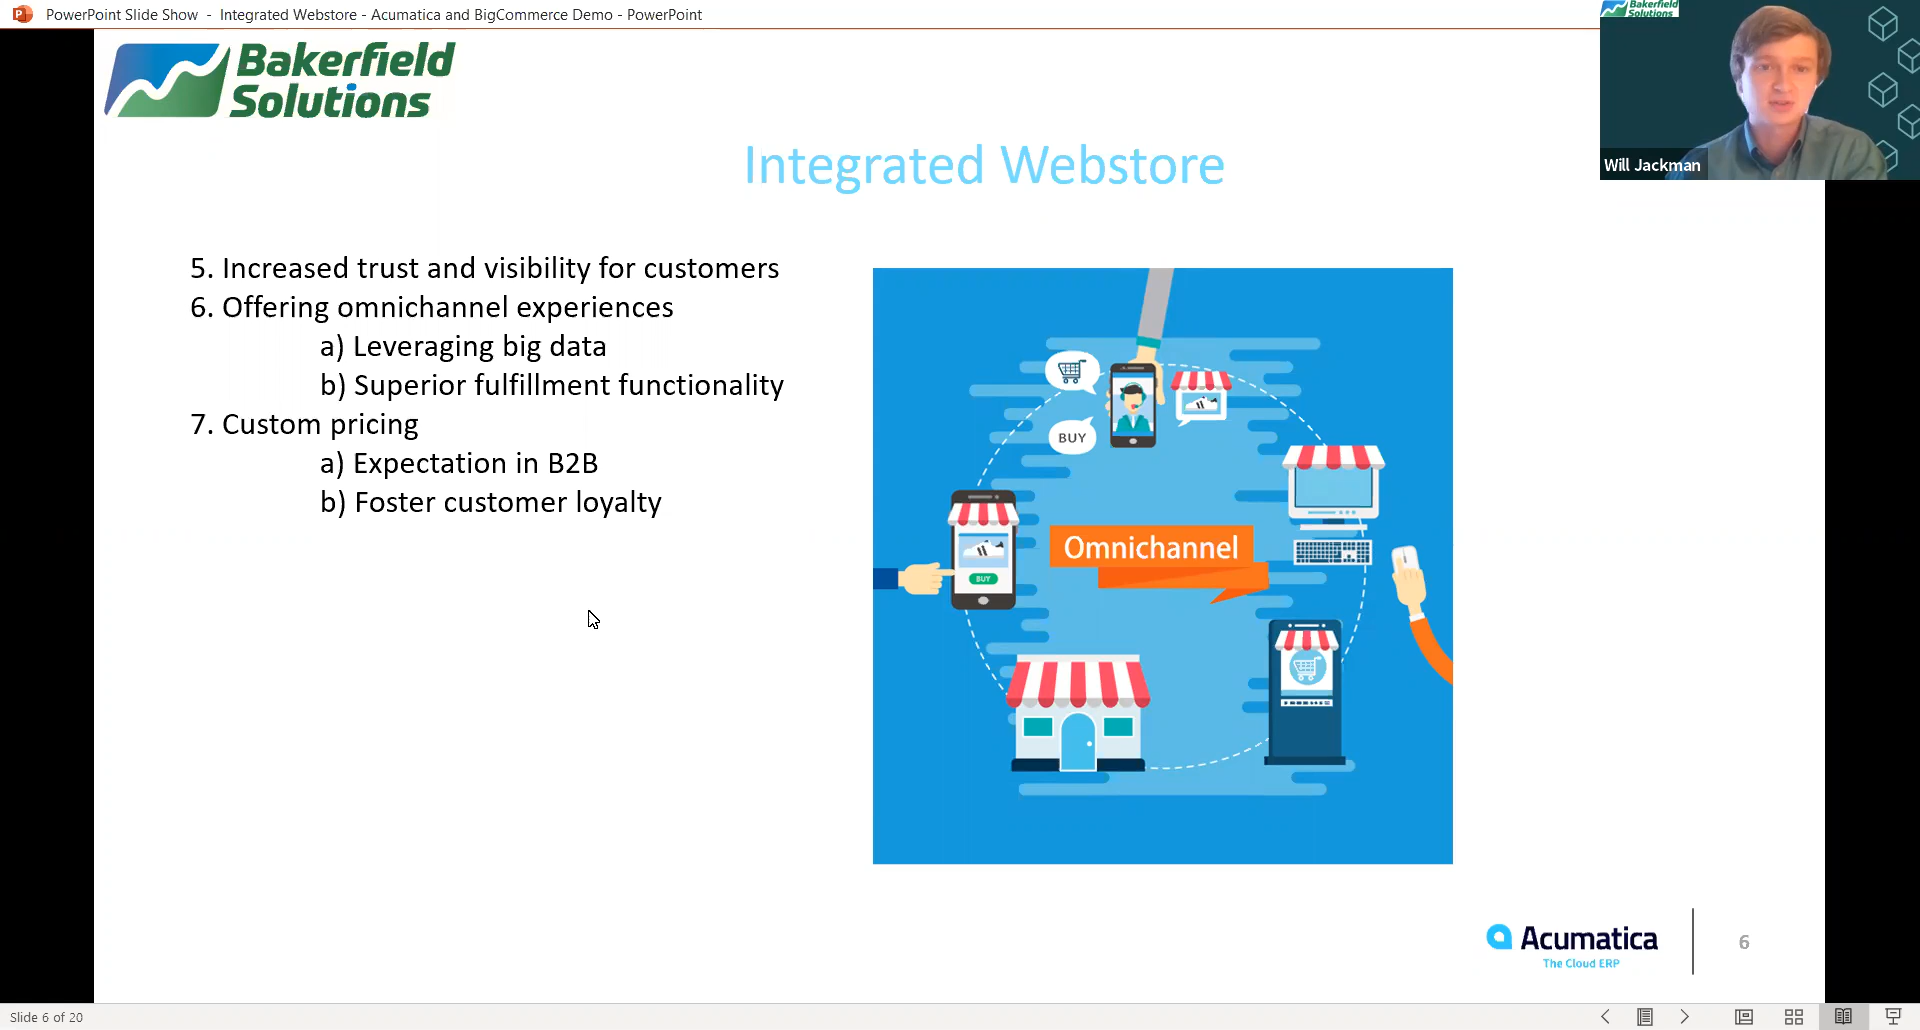 PowerPoint Slide Show - Integrated Webstore - Acumatica and BigCommerce Demo - PowerPoint
Bakerfield
Solutions
Bakerfield
Solutions
Will Jackman
Integrated Webstore
5. Increased trust and visibility for customers
6. Offering omnichannel experiences
a) Leveraging big data
b) Superior fulfillment functionality
7. Custom pricing
a) Expectation in B2B
b) Foster customer loyalty
BUY
Omnichannel
BUY
Acumatica
The Cloud ERP
6
Slide 6 of 20